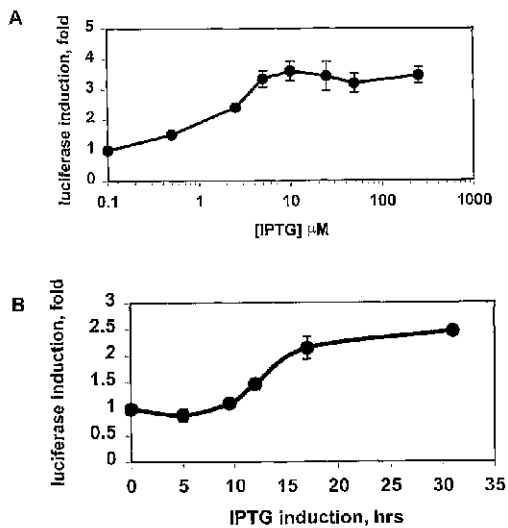 A
luciferase induction, fold
5
4
3
2
1
0
0.1 1 10 100 1000
[IPTG] µM
B
luciferase induction, fold
3
2.5
2
1.5
1
0.5
0
0 5 10 15 20 25 30 35
IPTG induction, hrs